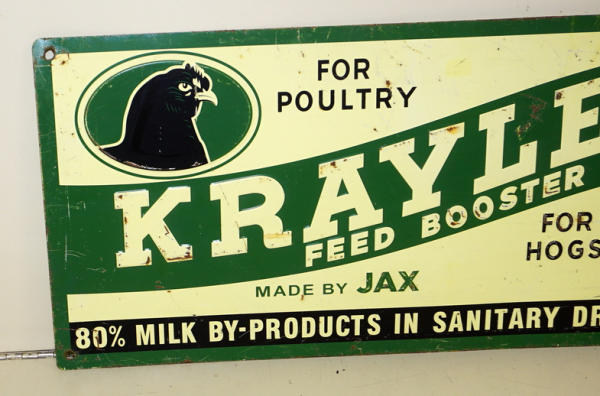 FOR
POULTRY
KRAYLE
FEED BOOSTER
FOR
HOGS
MADE BY JAX
80% MILK BY-PRODUCTS IN SANITARY DR